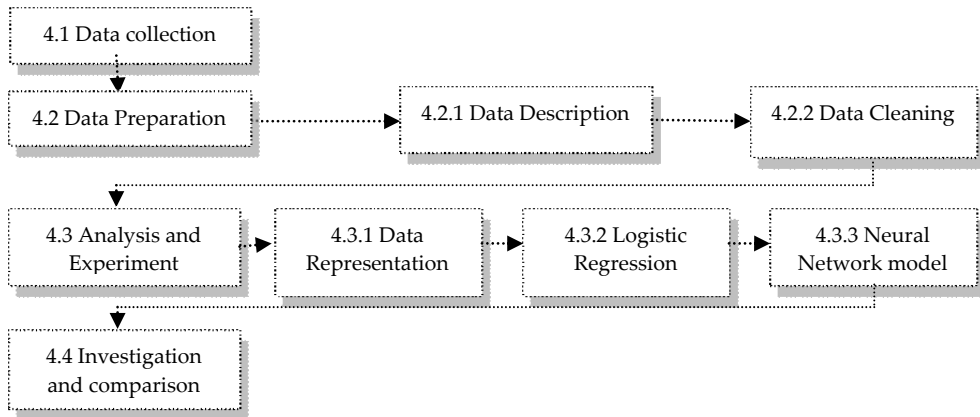 4.1 Data collection
4.2 Data Preparation
4.2.1 Data Description
4.2.2 Data Cleaning
4.3 Analysis and
Experiment
4.3.1 Data
Representation
4.3.2 Logistic
Regression
4.3.3 Neural
Network model
4.4 Investigation
and comparison